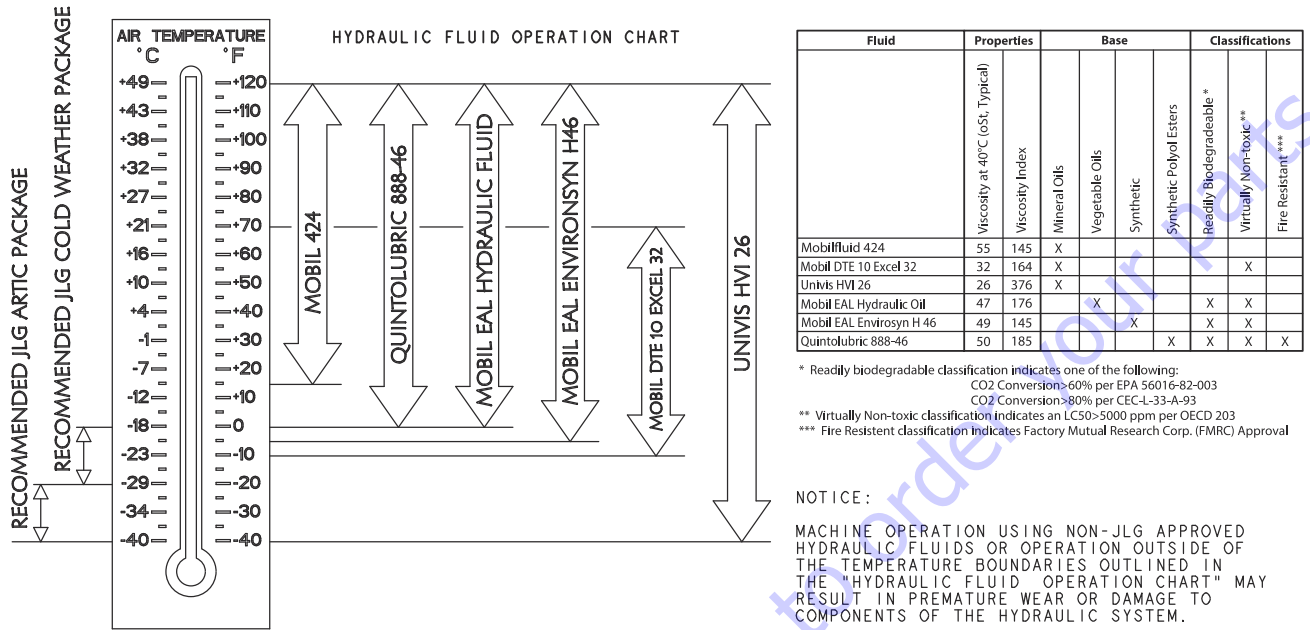 RECOMMENDED JLG ARTIC PACKAGE
RECOMMENDED JLG COLD WEATHER PACKAGE
AIR TEMPERATURE
°C °F
+49 +120
+43 +110
+38 +100
+32 +90
+27 +80
+21 +70
+16 +60
+10 +50
+4 +40
-1 +30
-7 +20
-12 +10
-18 0
-23 -10
-29 -20
-34 -30
-40 -40
HYDRAULIC FLUID OPERATION CHART
MOBIL 424
QUINTOLUBRIC 888-46
MOBIL EAL HYDRAULIC FLUID
MOBIL EAL ENVIRONSYN H46
MOBIL DTE 10 EXCEL 32
UNIVIS HVI 26
Fluid Properties Base Classifications
Viscosity at 40°C (oSt, Typical)
Viscosity Index
Mineral Oils
Vegetable Oils
Synthetic
Synthetic Polyol Esters
Readily Biodegradeable *
Virtually Non-toxic **
Fire Resistant ***
Mobilfluid 424 55 145 X
Mobil DTE 10 Excel 32 32 164 X X
Univis HVI 26 26 376 X
Mobil EAL Hydraulic Oil 47 176 X X X
Mobil EAL Envirosyn H 46 49 145 X X X
Quintolubric 888-46 50 185 X X X X
* Readily biodegradable classification indicates one of the following:
CO2 Conversion>60% per EPA 56016-82-003
CO2 Conversion>80% per CEC-L-33-A-93
** Virtually Non-toxic classification indicates an LC50>5000 ppm per OECD 203
*** Fire Resistent classification indicates Factory Mutual Research Corp. (FMRC) Approval
NOTICE:
MACHINE OPERATION USING NON-JLG APPROVED
HYDRAULIC FLUIDS OR OPERATION OUTSIDE OF
THE TEMPERATURE BOUNDARIES OUTLINED IN
THE "HYDRAULIC FLUID OPERATION CHART" MAY
RESULT IN PREMATURE WEAR OR DAMAGE TO
COMPONENTS OF THE HYDRAULIC SYSTEM.
to order your parts